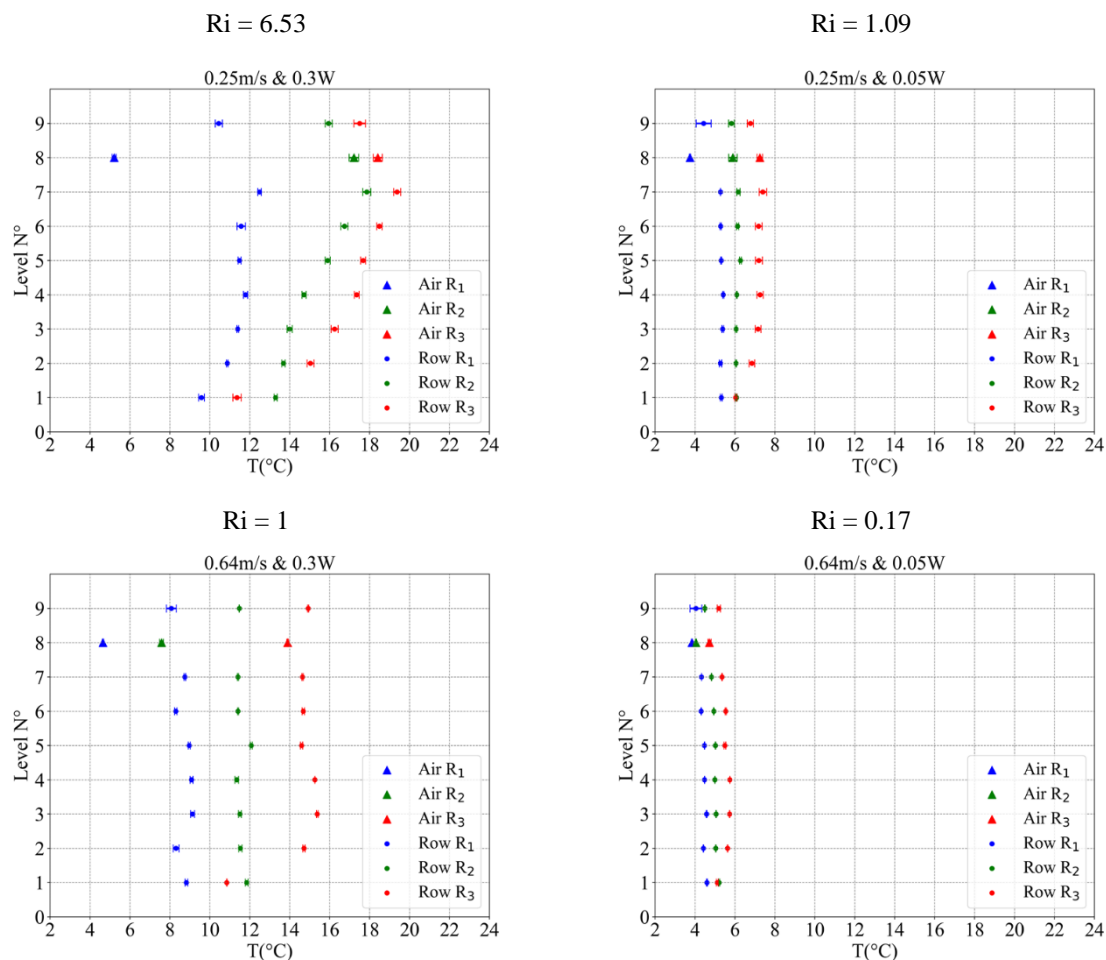 Ri = 6.53
0.25m/s & 0.3W
Level N°
9
8
7
6
5
4
3
2
1
0
Air R1
Air R2
Air R3
Row R1
Row R2
Row R3
2 4 6 8 10 12 14 16 18 20 22 24
T(°C)
Ri = 1.09
0.25m/s & 0.05W
Level N°
9
8
7
6
5
4
3
2
1
0
Air R1
Air R2
Air R3
Row R1
Row R2
Row R3
2 4 6 8 10 12 14 16 18 20 22 24
T(°C)
Ri = 1
0.64m/s & 0.3W
Level N°
9
8
7
6
5
4
3
2
1
0
Air R1
Air R2
Air R3
Row R1
Row R2
Row R3
2 4 6 8 10 12 14 16 18 20 22 24
T(°C)
Ri = 0.17
0.64m/s & 0.05W
Level N°
9
8
7
6
5
4
3
2
1
0
Air R1
Air R2
Air R3
Row R1
Row R2
Row R3
2 4 6 8 10 12 14 16 18 20 22 24
T(°C)